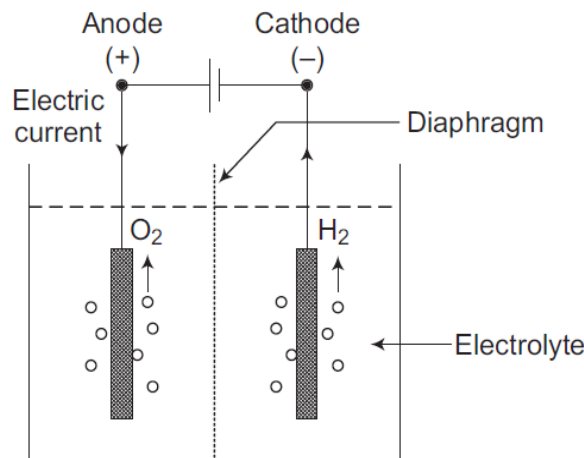 Anode
(+)
Cathode
(–)
Electric
current
Diaphragm
O₂
H₂
Electrolyte